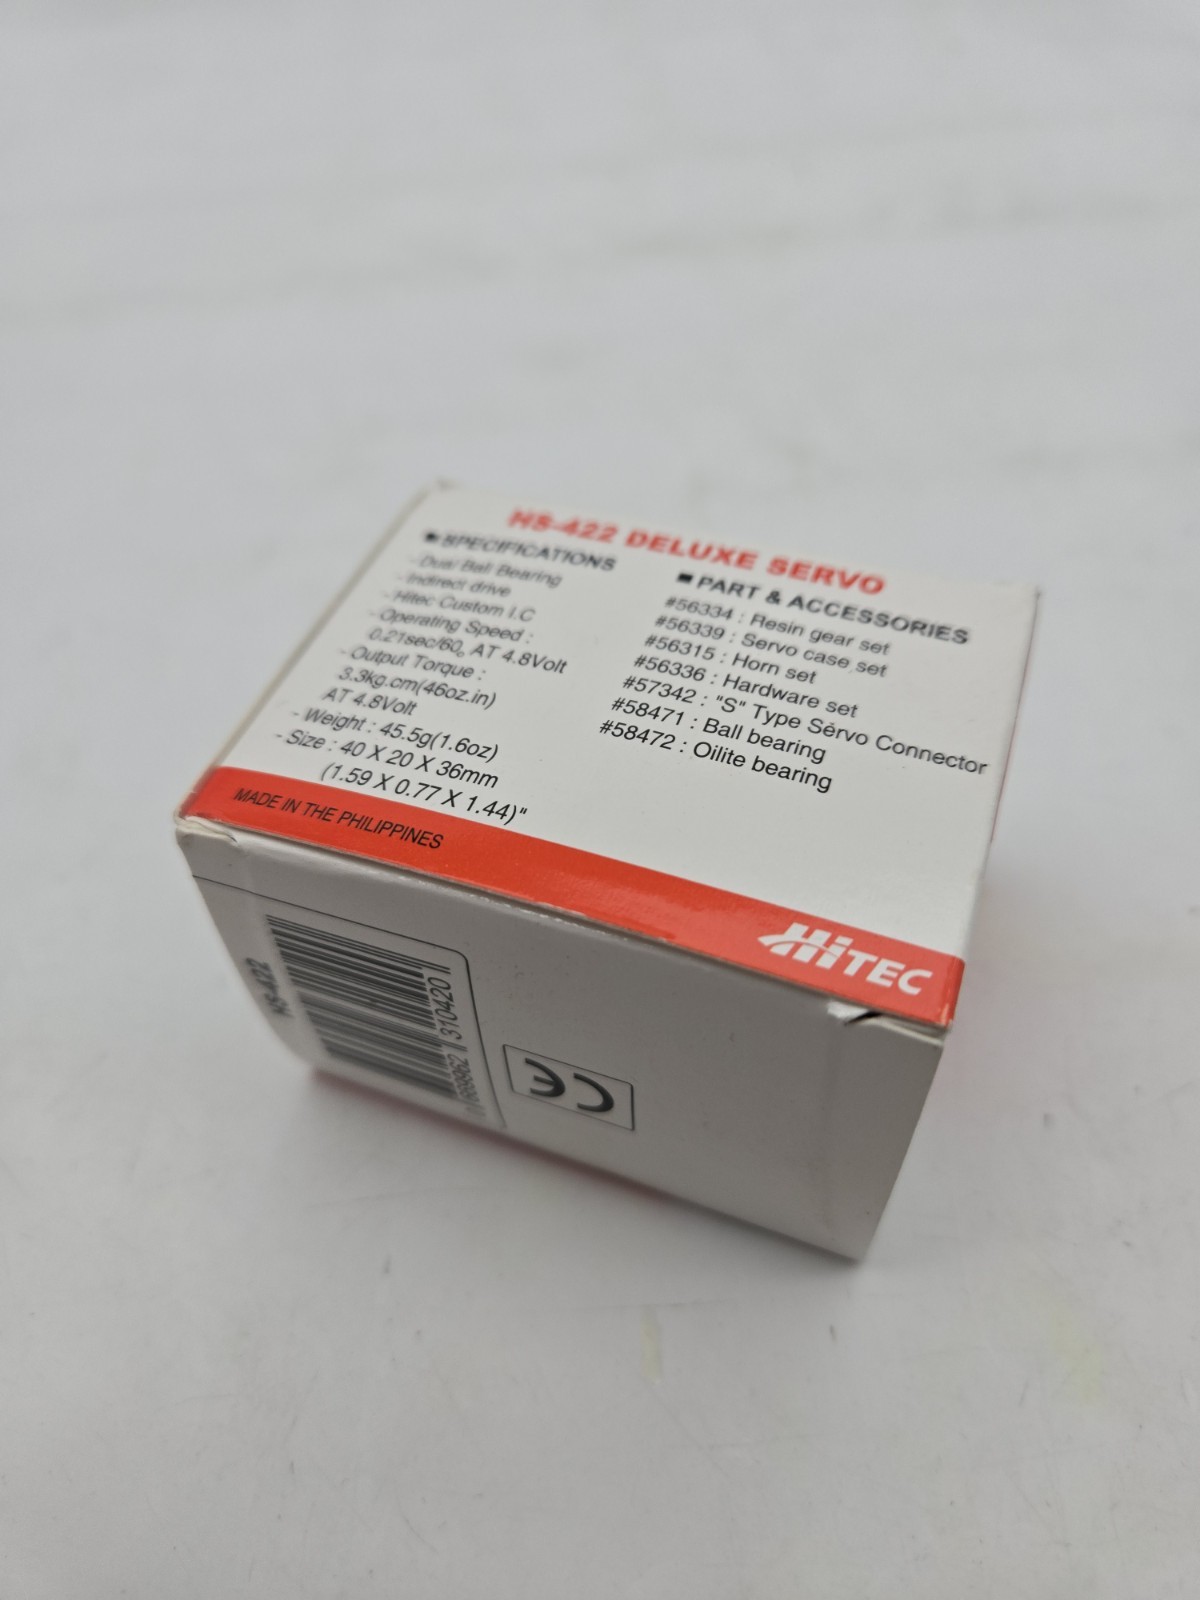 HS-422 DELUXE SERVO
■ SPECIFICATIONS
- Dual Ball Bearing
- Indirect drive
- Hitec Custom I.C
- Operating Speed :
0.21sec/60° AT 4.8Volt
- Output Torque :
3.3kg.cm(46oz.in)
AT 4.8Volt
- Weight : 45.5g(1.6oz)
- Size : 40 X 20 X 36mm
(1.59 X 0.77 X 1.44)"
■ PART & ACCESSORIES
#56334 : Resin gear set
#56339 : Servo case set
#56315 : Horn set
#56336 : Hardware set
#57342 : "S" Type Servo Connector
#58471 : Ball bearing
#58472 : Oilite bearing
MADE IN THE PHILIPPINES
HiTEC
HS-422
310420
CE